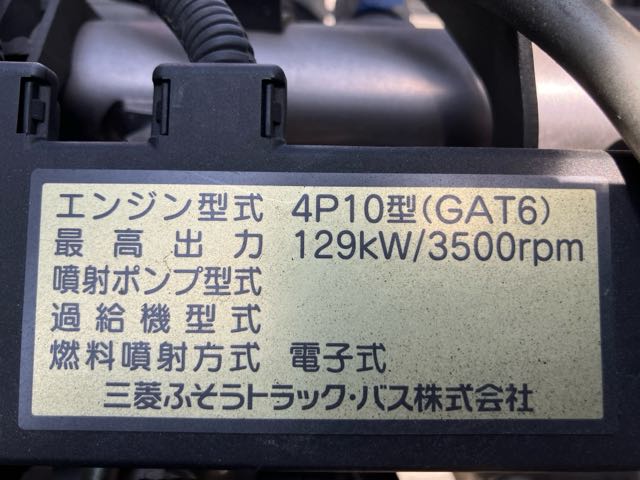 エンジン型式 4P10型(GAT6)
最高出力 129kW/3500rpm
噴射ポンプ型式
過給機型式
燃料噴射方式 電子式
三菱ふそうトラック・バス株式会社